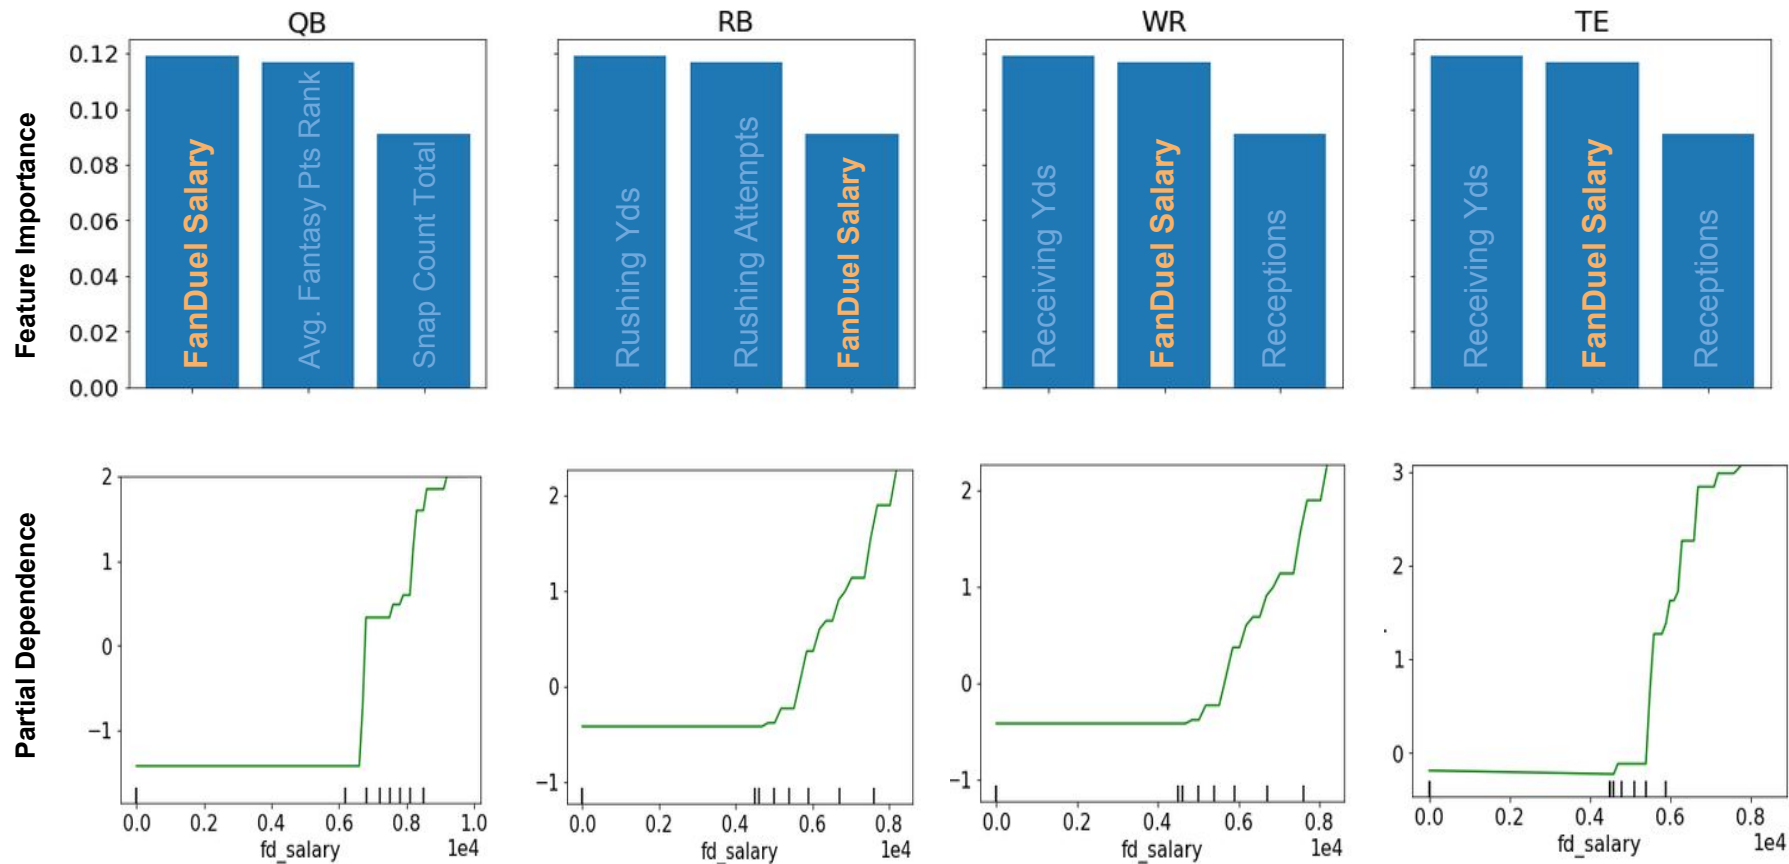 QB
RB
WR
TE
Feature Importance
0.12
0.10
0.08
0.06
0.04
0.02
0.00
FanDuel Salary
Avg. Fantasy Pts Rank
Snap Count Total
Rushing Yds
Rushing Attempts
FanDuel Salary
Receiving Yds
FanDuel Salary
Receptions
Receiving Yds
FanDuel Salary
Receptions
Partial Dependence
2
1
0
−1
0.0 0.2 0.4 0.6 0.8 1.0
fd_salary 1e4
2
1
0
−1
0.0 0.2 0.4 0.6 0.8
fd_salary 1e4
2
1
0
−1
0.0 0.2 0.4 0.6 0.8
fd_salary 1e4
3
2
1
0
0.0 0.2 0.4 0.6 0.8
fd_salary 1e4